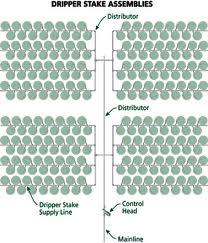 DRIPPER STAKE ASSEMBLIES
Distributor
Distributor
Dripper Stake
Supply Line
Control
Head
Mainline